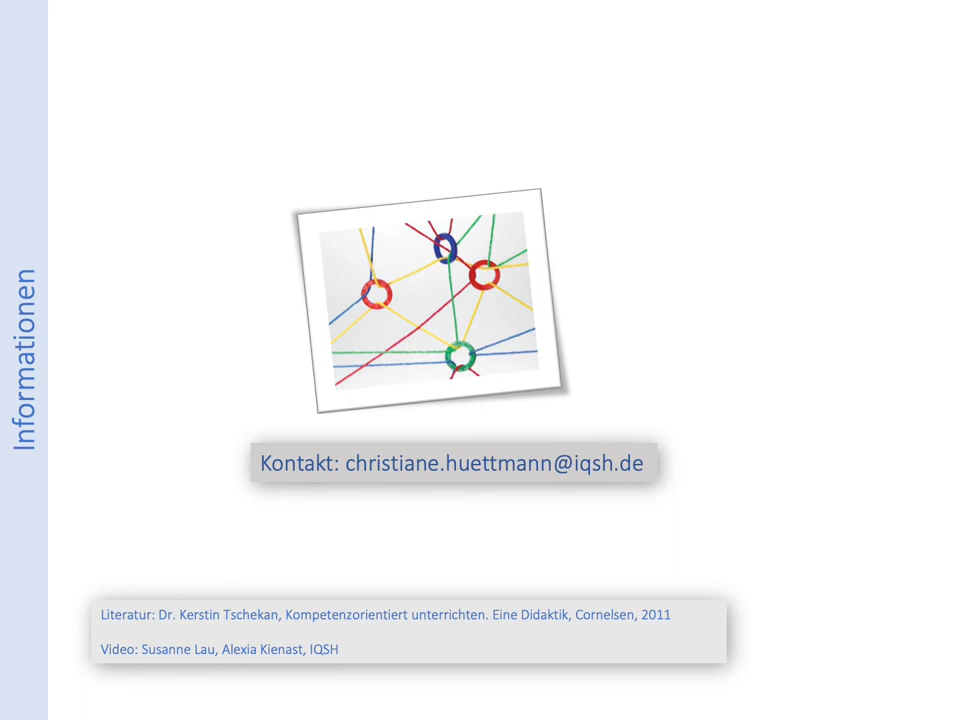 Informationen
Kontakt: christiane.huettmann@iqsh.de
Literatur: Dr. Kerstin Tschekan, Kompetenzorientiert unterrichten. Eine Didaktik, Cornelsen, 2011
Video: Susanne Lau, Alexia Kienast, IQSH